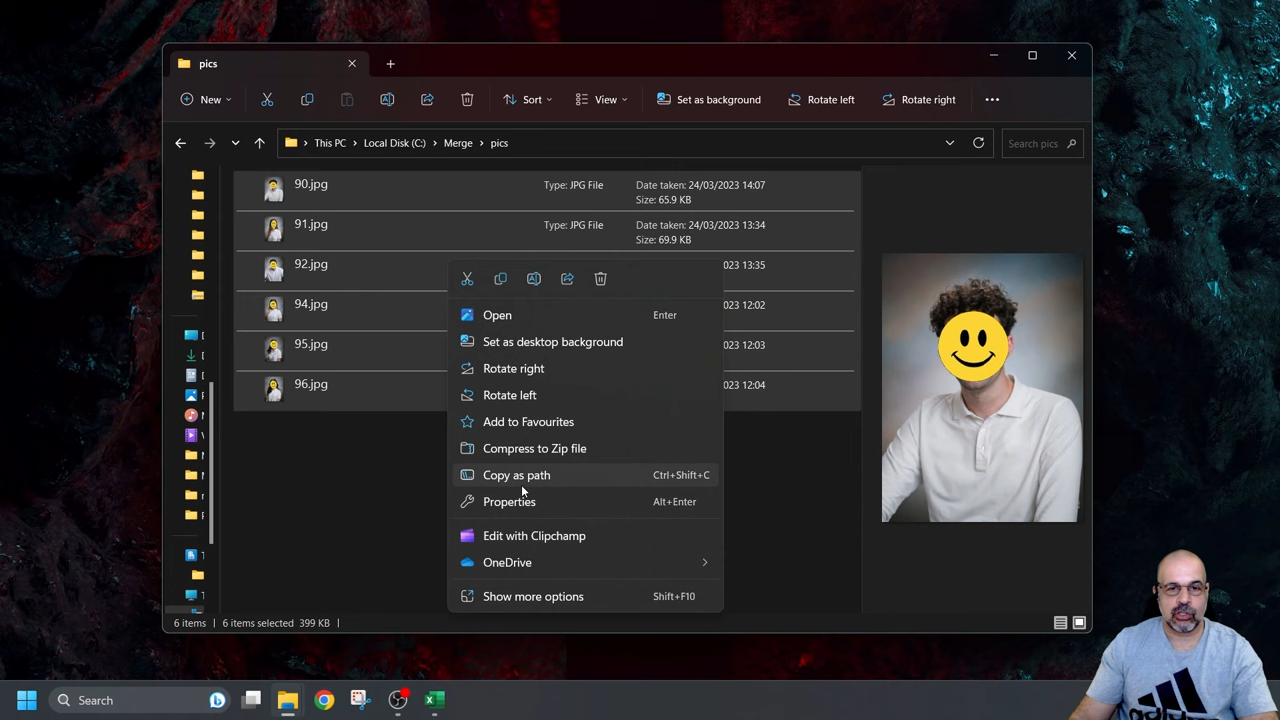 pics
New
Sort
View
Set as background
Rotate left
Rotate right
This PC
Local Disk (C:)
Merge
pics
Search pics
90.jpg
Type: JPG File
Date taken: 24/03/2023 14:07
Size: 65.9 KB
91.jpg
Type: JPG File
Date taken: 24/03/2023 13:34
Size: 69.9 KB
92.jpg
023 13:35
94.jpg
023 12:02
95.jpg
023 12:03
96.jpg
023 12:04
Open Enter
Set as desktop background
Rotate right
Rotate left
Add to Favourites
Compress to Zip file
Copy as path Ctrl+Shift+C
Properties Alt+Enter
Edit with Clipchamp
OneDrive
Show more options Shift+F10
6 items
6 items selected 399 KB
Search